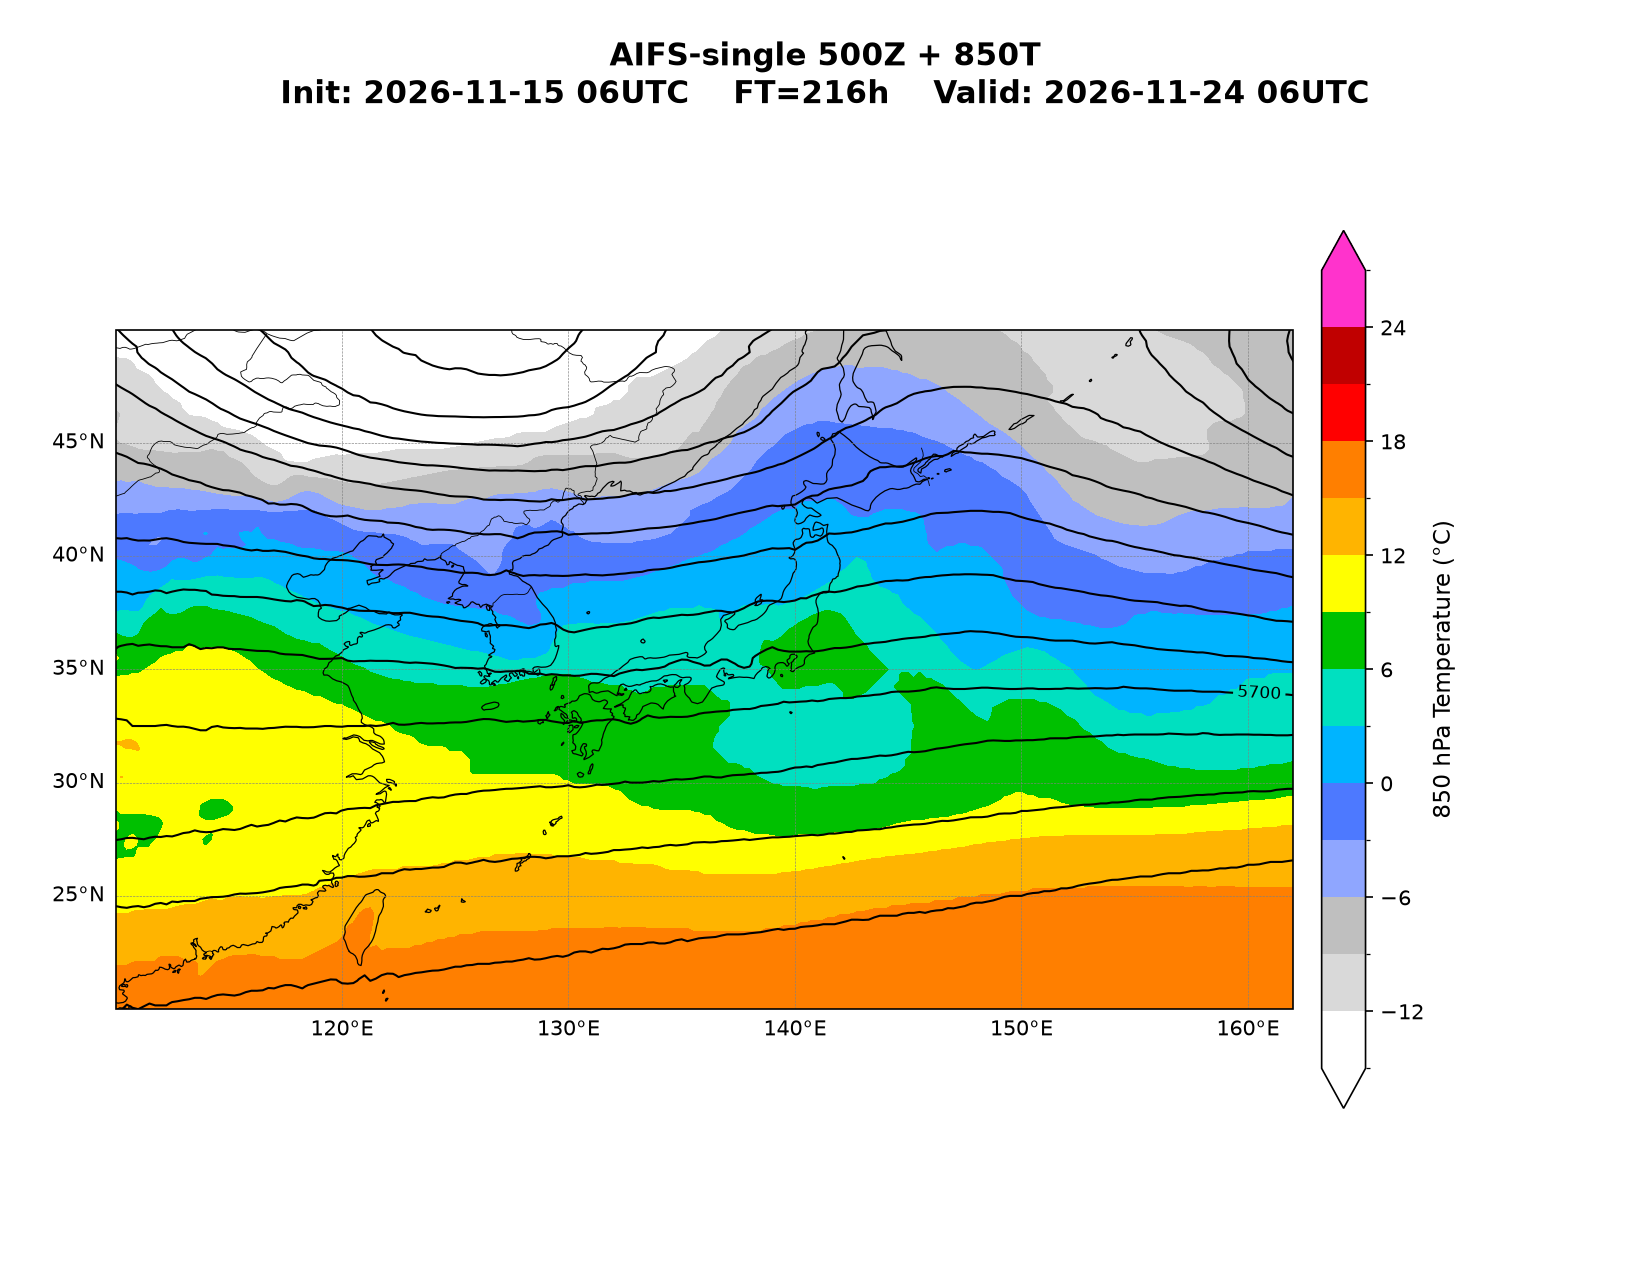 AIFS-single 500Z + 850T
Init: 2026-11-15 06UTC FT=216h Valid: 2026-11-24 06UTC
45°N
40°N
35°N
30°N
25°N
120°E
130°E
140°E
150°E
160°E
5700
24
18
12
6
0
−6
−12
850 hPa Temperature (°C)